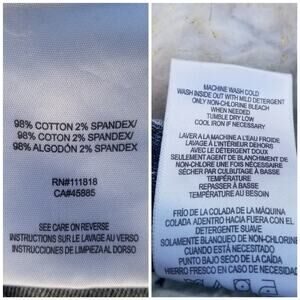 98% COTTON 2% SPANDEX/
98% COTON 2% SPANDEX/
98% ALGODÓN 2% SPANDEX
RN#111818
CA#45885
SEE CARE ON REVERSE
INSTRUCTIONS SUR LE LAVAGE AU VERSO
INSTRUCCIONES DE LIMPIEZA AL DORSO
MACHINE WASH COLD
WASH INSIDE OUT WITH MILD DETERGENT
ONLY NON-CHLORINE BLEACH
WHEN NEEDED
TUMBLE DRY LOW
COOL IRON IF NECESSARY
LAVER A LA MACHINE A L'EAU FROIDE
LAVAGE À L'INTÉRIEUR DEHORS
AVEC LE DETERGENT DOUX
SEULEMENT AGENT DE BLANCHIMENT DE
NON-CHLORINE A UNE FOIS NÉCESSAIRE
SÉCHER PAR CULBUTAGE À BASSE
TEMPÉRATURE
REPASSER À BASSE
TEMPÉRATURE AU BESOIN
FRÍO DE LA COLADA DE LA MÁQUINA
COLADA ADENTRO HACIA FUERA CON EL
DETERGENTE SUAVE
SOLAMENTE BLANQUEO DE NON-CHLORINE
CUANDO ESTÁ NECESITADO
PUNTO BAJO SECO DE LA CAÍDA
HIERRO FRESCO EN CASO DE NECESIDAD